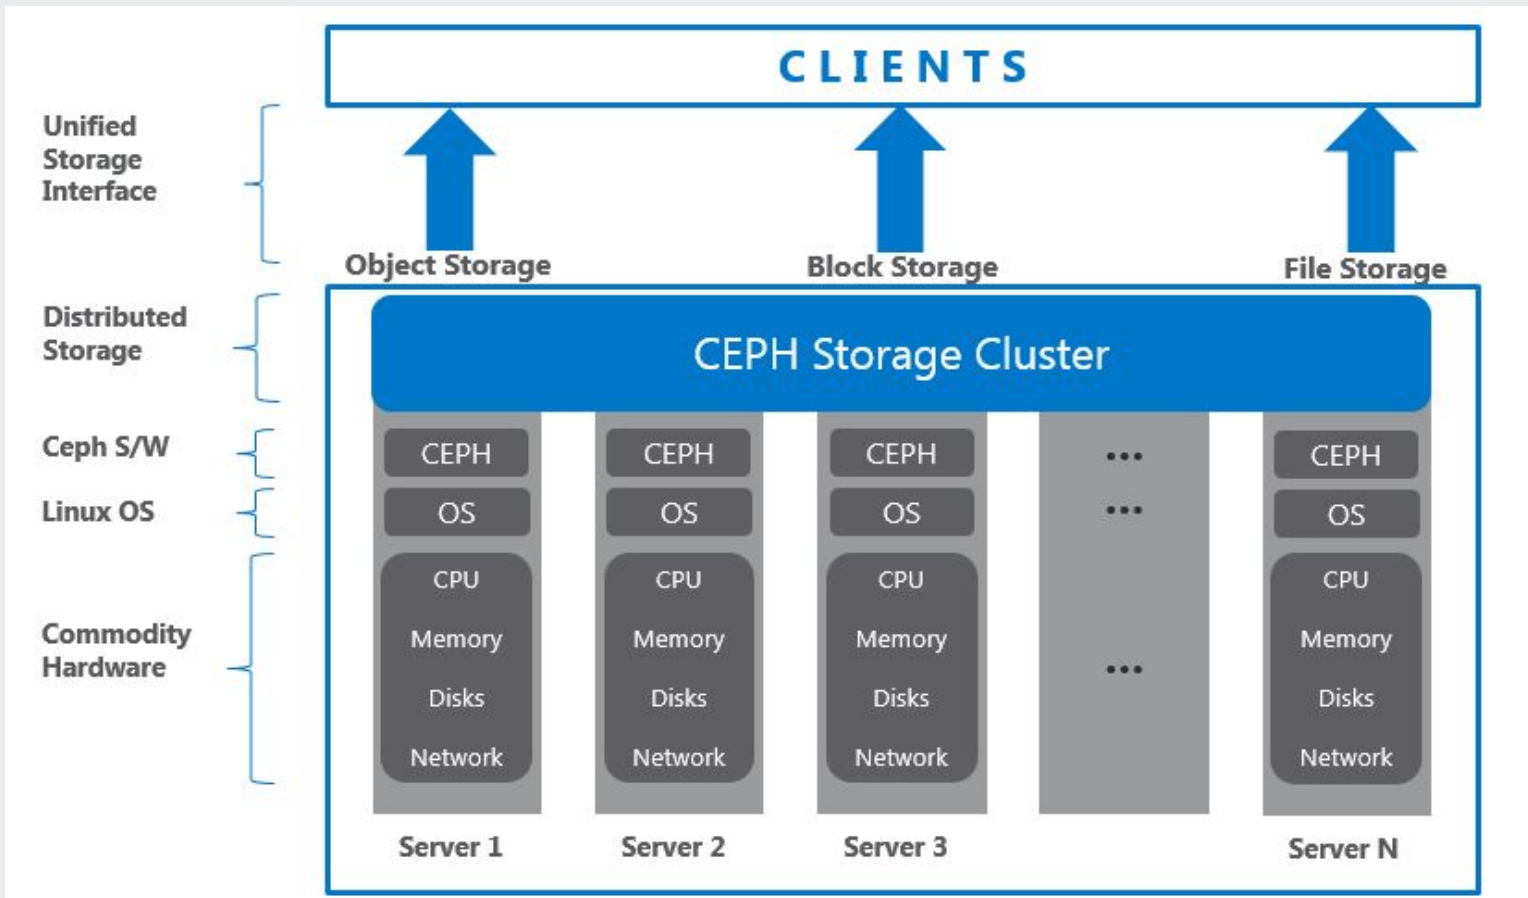 CLIENTS
Unified
Storage
Interface
Object Storage
Block Storage
File Storage
Distributed
Storage
CEPH Storage Cluster
Ceph S/W
CEPH
CEPH
CEPH
...
CEPH
Linux OS
OS
OS
OS
...
OS
Commodity
Hardware
CPU
Memory
Disks
Network
CPU
Memory
Disks
Network
CPU
Memory
Disks
Network
...
CPU
Memory
Disks
Network
Server 1
Server 2
Server 3
Server N